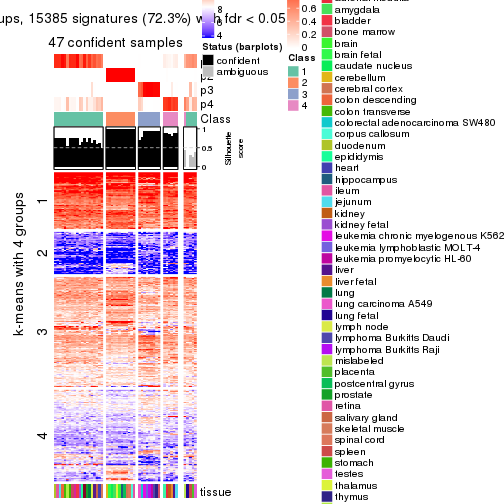 ups, 15385 signatures (72.3%) with fdr < 0.05
47 confident samples
p3
p4
Class
1
0.5
0
Silhouette
score
k-means with 4 groups
1
2
3
4
tissue
8
6
4
Status (barplots)
confident
ambiguous
0.6
0.4
0.2
0
Class
1
2
3
4
amygdala
bladder
bone marrow
brain
brain fetal
caudate nucleus
cerebellum
cerebral cortex
colon descending
colon transverse
colorectal adenocarcinoma SW480
corpus callosum
duodenum
epididymis
heart
hippocampus
ileum
jejunum
kidney
kidney fetal
leukemia chronic myelogenous K562
leukemia lymphoblastic MOLT-4
leukemia promyelocytic HL-60
liver
liver fetal
lung
lung carcinoma A549
lung fetal
lymph node
lymphoma Burkitts Daudi
lymphoma Burkitts Raji
mislabeled
placenta
postcentral gyrus
prostate
retina
salivary gland
skeletal muscle
spinal cord
spleen
stomach
testes
thalamus
thymus